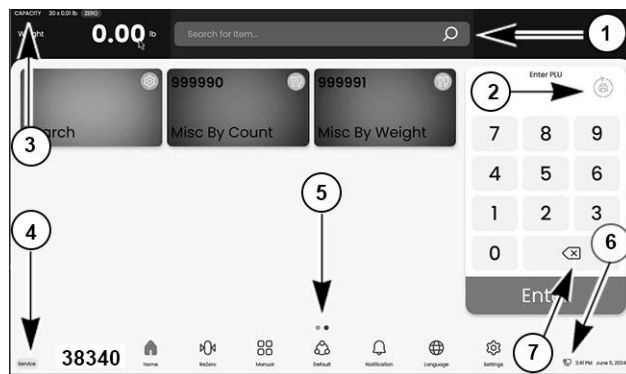 CAPACITY 30 x 0.01 lb ZERO
Weight 0.00 lb
Search for Item...
1
Enter PLU
2
999990
999991
arch
Misc By Count
Misc By Weight
3
7 8 9
4 5 6
1 2 3
0
4
5
6
Enter
7
Service
38340
Home
ReZero
Manual
Default
Notification
Language
Settings
2:41 PM June 5, 2024